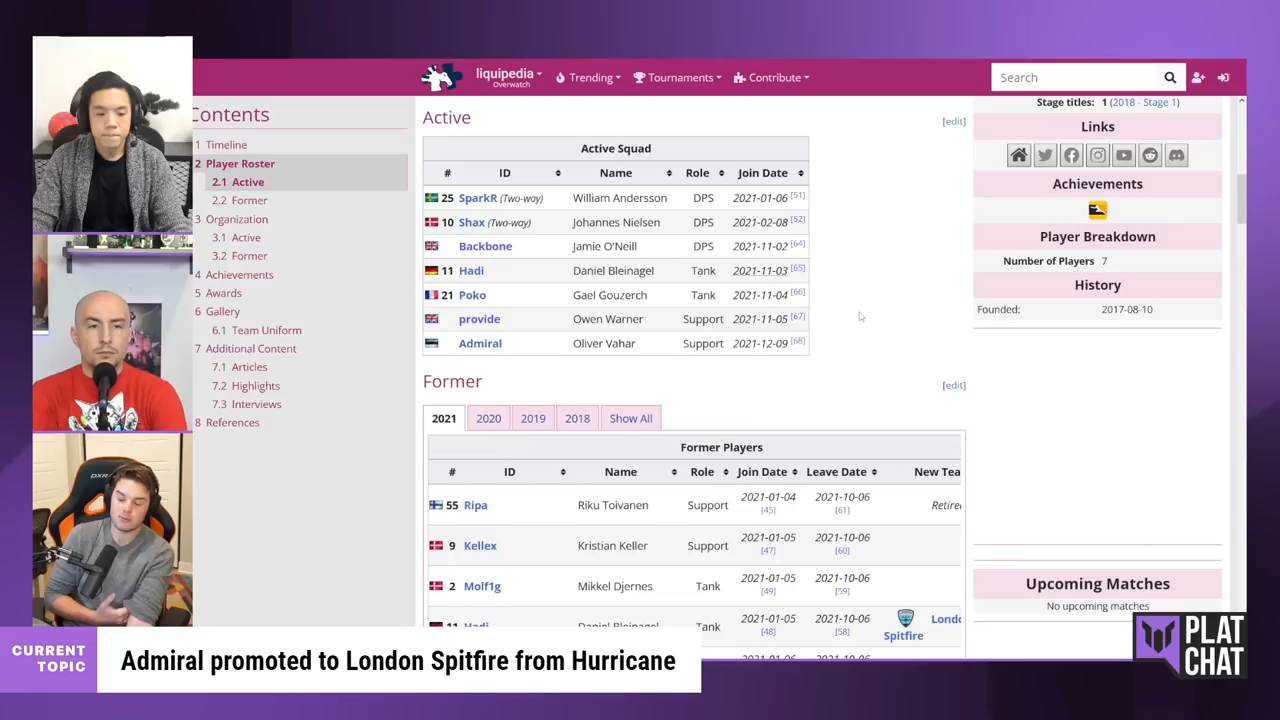 liquipedia
Overwatch
Trending
Tournaments
Contribute
Search
Contents
1 Timeline
2 Player Roster
2.1 Active
2.2 Former
3 Organization
3.1 Active
3.2 Former
4 Achievements
5 Awards
6 Gallery
6.1 Team Uniform
7 Additional Content
7.1 Articles
7.2 Highlights
7.3 Interviews
8 References
Active
[edit]
Active Squad
# ID Name Role Join Date
25 SparkR (Two-way) William Andersson DPS 2021-01-06 [51]
10 Shax (Two-way) Johannes Nielsen DPS 2021-02-08 [52]
Backbone Jamie O'Neill DPS 2021-11-02 [64]
11 Hadi Daniel Bleinagel Tank 2021-11-03 [65]
21 Poko Gael Gouzerch Tank 2021-11-04 [66]
provide Owen Warner Support 2021-11-05 [67]
Admiral Oliver Vahar Support 2021-12-09 [68]
Former
[edit]
2021 2020 2019 2018 Show All
Former Players
# ID Name Role Join Date Leave Date New Tea
55 Ripa Riku Toivanen Support 2021-01-04 [45] 2021-10-06 [61] Retire
9 Kellex Kristian Keller Support 2021-01-05 [47] 2021-10-06 [60]
2 Molf1g Mikkel Djernes Tank 2021-01-05 [49] 2021-10-06 [59]
11 Hadi Daniel Bleinagel Tank 2021-01-05 [48] 2021-10-06 [58] Londo
Spitfire
Stage titles: 1 (2018 - Stage 1)
Links
Achievements
Player Breakdown
Number of Players 7
History
Founded: 2017-08-10
Upcoming Matches
No upcoming matches
DXR
CURRENT
TOPIC
Admiral promoted to London Spitfire from Hurricane
PLAT
CHAT